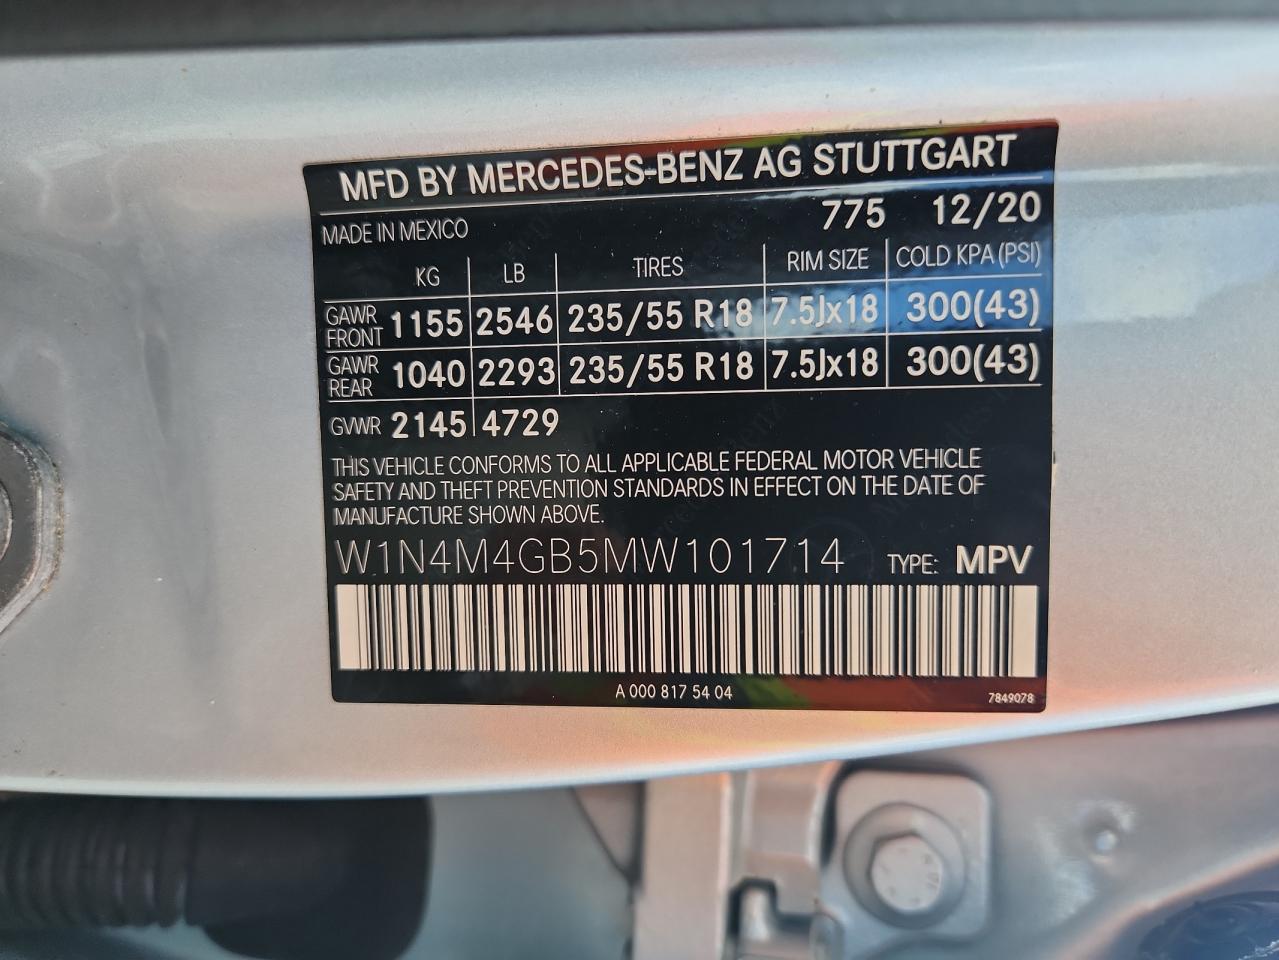 MFD BY MERCEDES-BENZ AG STUTTGART
MADE IN MEXICO 775 12/20
KG LB TIRES RIM SIZE COLD KPA (PSI)
GAWR FRONT 1155 2546 235/55 R18 7.5Jx18 300(43)
GAWR REAR 1040 2293 235/55 R18 7.5Jx18 300(43)
GVWR 2145 4729
THIS VEHICLE CONFORMS TO ALL APPLICABLE FEDERAL MOTOR VEHICLE
SAFETY AND THEFT PREVENTION STANDARDS IN EFFECT ON THE DATE OF
MANUFACTURE SHOWN ABOVE.
W1N4M4GB5MW101714 TYPE: MPV
A 000 817 54 04 7849078